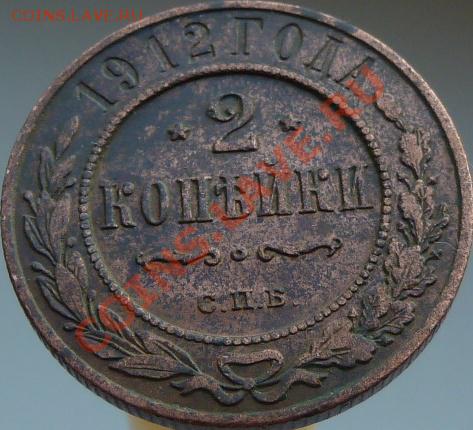 COINS.LAVE.RU
1912 ГОДА
2
КОПѢЙКИ
С.П.Б.
COINS.LAVE.RU